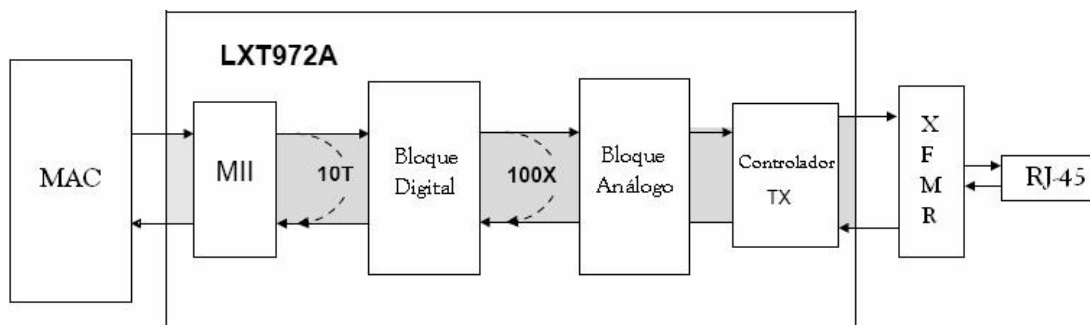 LXT972A
MAC
MII
10T
Bloque
Digital
100X
Bloque
Análogo
Controlador
TX
X
F
M
R
RJ-45